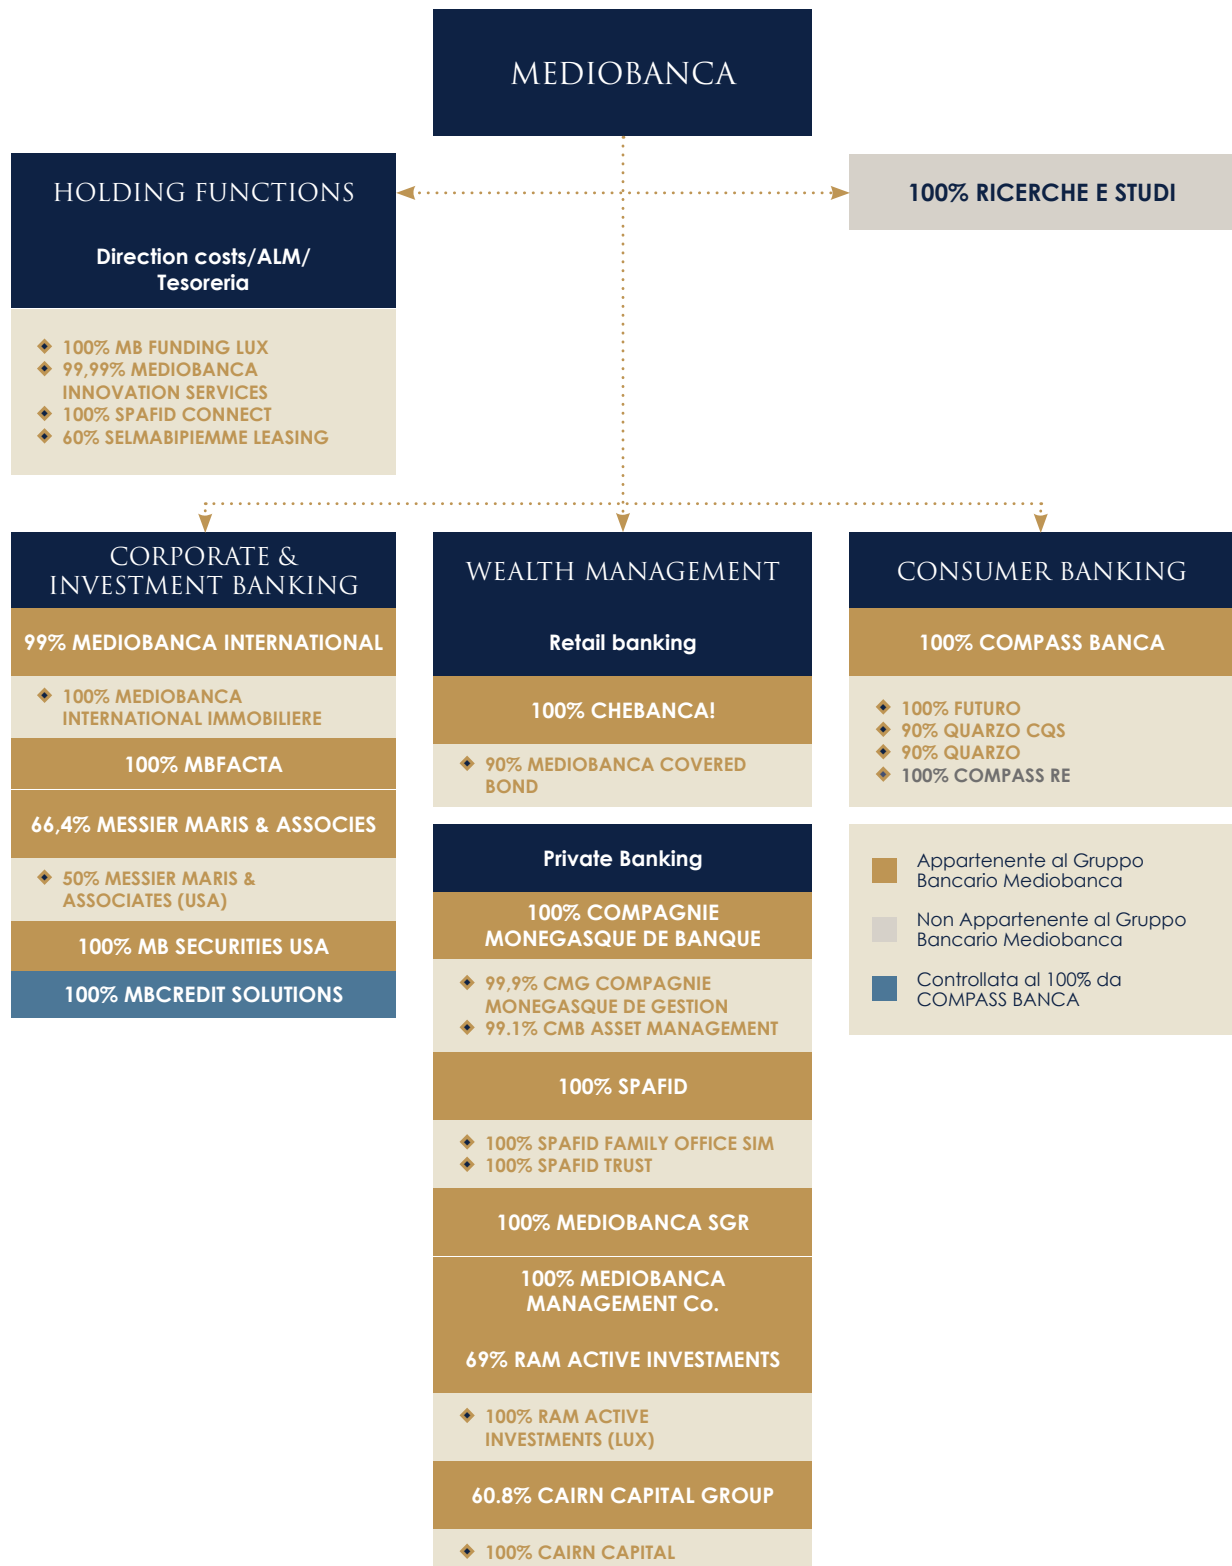 MEDIOBANCA
HOLDING FUNCTIONS
Direction costs/ALM/
Tesoreria
100% MB FUNDING LUX
99,99% MEDIOBANCA
INNOVATION SERVICES
100% SPAFID CONNECT
60% SELMABIPIEMME LEASING
100% RICERCHE E STUDI
CORPORATE &
INVESTMENT BANKING
99% MEDIOBANCA INTERNATIONAL
100% MEDIOBANCA
INTERNATIONAL IMMOBILIERE
100% MBFACTA
66,4% MESSIER MARIS & ASSOCIES
50% MESSIER MARIS &
ASSOCIATES (USA)
100% MB SECURITIES USA
100% MBCREDIT SOLUTIONS
WEALTH MANAGEMENT
Retail banking
100% CHEBANCA!
90% MEDIOBANCA COVERED
BOND
Private Banking
100% COMPAGNIE
MONEGASQUE DE BANQUE
99,9% CMG COMPAGNIE
MONEGASQUE DE GESTION
99.1% CMB ASSET MANAGEMENT
100% SPAFID
100% SPAFID FAMILY OFFICE SIM
100% SPAFID TRUST
100% MEDIOBANCA SGR
100% MEDIOBANCA
MANAGEMENT Co.
69% RAM ACTIVE INVESTMENTS
100% RAM ACTIVE
INVESTMENTS (LUX)
60.8% CAIRN CAPITAL GROUP
100% CAIRN CAPITAL
CONSUMER BANKING
100% COMPASS BANCA
100% FUTURO
90% QUARZO CQS
90% QUARZO
100% COMPASS RE
Appartenente al Gruppo
Bancario Mediobanca
Non Appartenente al Gruppo
Bancario Mediobanca
Controllata al 100% da
COMPASS BANCA